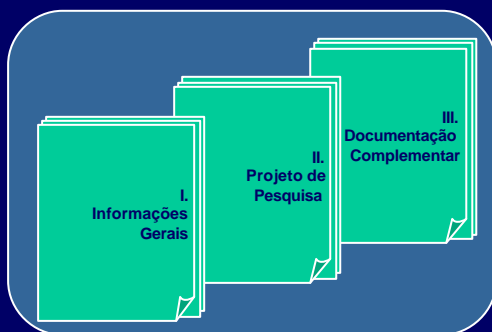 I.
Informações
Gerais
II.
Projeto de
Pesquisa
III.
Documentação
Complementar